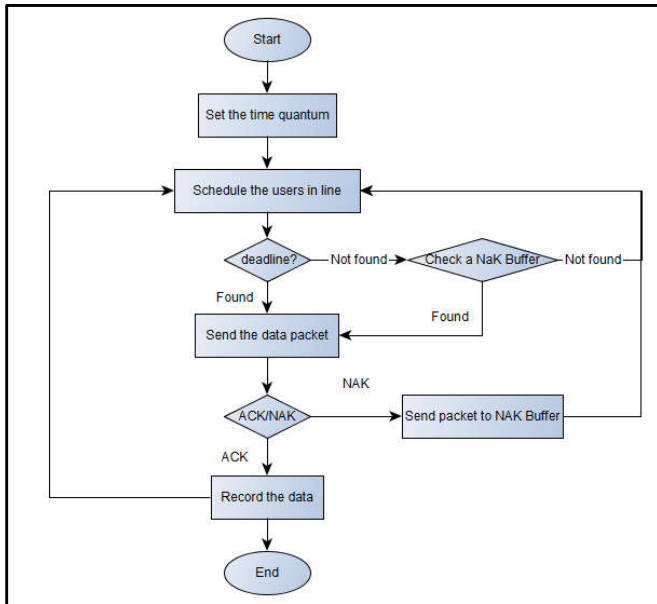 Start
Set the time quantum
Schedule the users in line
deadline?
Not found
Check a NaK Buffer
Not found
Found
Found
Send the data packet
NAK
ACK/NAK
Send packet to NAK Buffer
ACK
Record the data
End